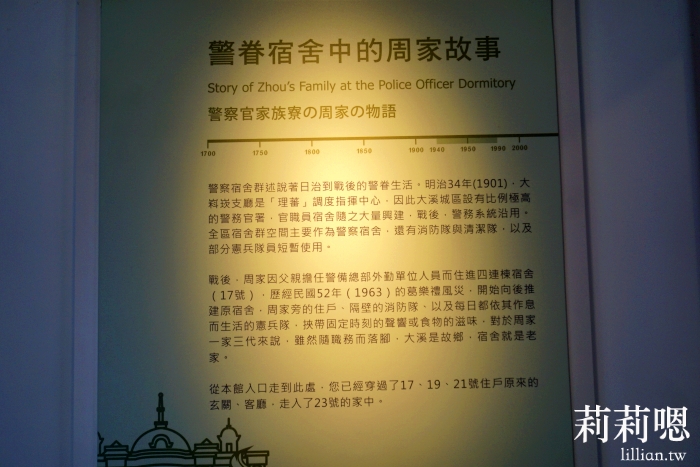 警眷宿舍中的周家故事
Story of Zhou's Family at the Police Officer Dormitory
警察官家族寮の周家の物語
1700 1750 1800 1850 1900 1940 1990 2000
警察宿舍群述說著日治到戰後的警眷生活。明治34年(1901)，大
嵙崁支廳是「理蕃」調度指揮中心，因此大溪城區設有比例極高
的警務官署，官職員宿舍隨之大量興建，戰後，警務系統沿用。
全區宿舍群空間主要作為警察宿舍，還有消防隊與清潔隊，以及
部分憲兵隊員短暫使用。
戰後，周家因父親擔任警備總部外勤單位人員而住進四連棟宿舍
（17號），歷經民國52年（1963）的葛樂禮風災，開始向後推
建原宿舍，周家旁的住戶、隔壁的消防隊、以及每日都依其作息
而生活的憲兵隊，挾帶固定時刻的聲響或食物的滋味，對於周家
一家三代來說，雖然隨職務而落腳，大溪是故鄉，宿舍就是老
家。
從本館入口走到此處，您已經穿過了17、19、21號住戶原來的
玄關、客廳，走入了23號的家中。
莉莉嗯
lillian.tw